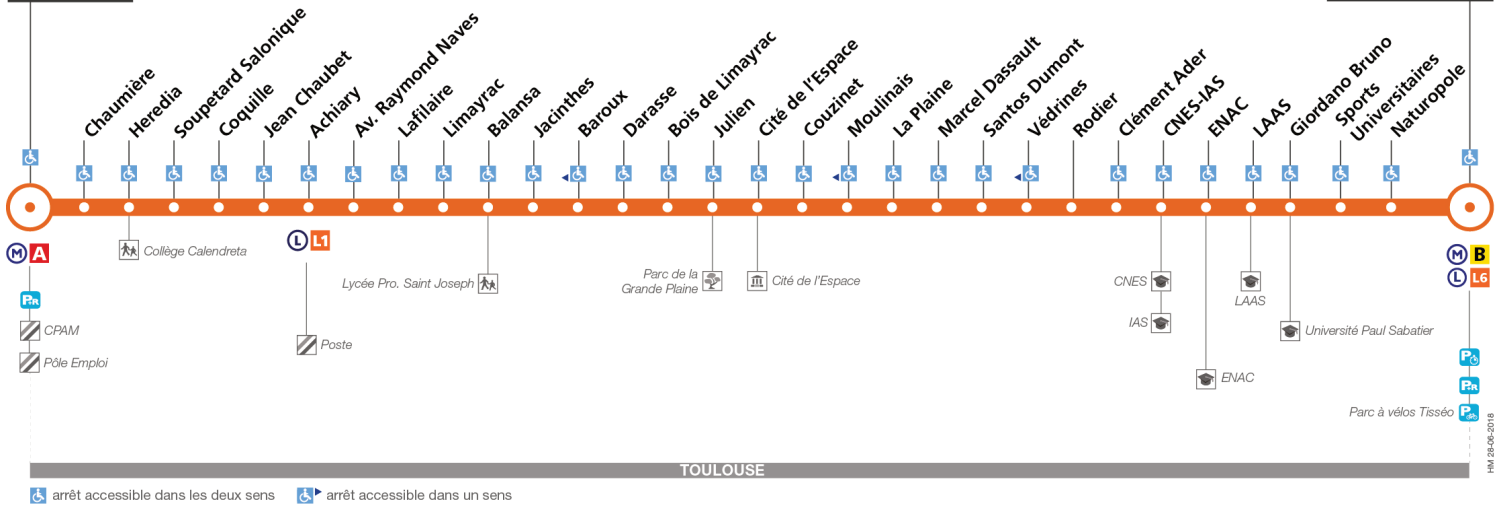 Chaumière
Heredia
Soupetard Salonique
Coquille
Jean Chaubet
Achiary
Av. Raymond Naves
Lafilaire
Limayrac
Balansa
Jacinthes
Baroux
Darasse
Bois de Limayrac
Julien
Cité de l'Espace
Couzinet
Moulinais
La Plaine
Marcel Dassault
Santos Dumont
Védrines
Rodier
Clément Ader
CNES-IAS
ENAC
LAAS
Giordano Bruno
Sports
Universitaires
Naturopole
M A
P+R
CPAM
Pôle Emploi
Collège Calendreta
L L1
Poste
Lycée Pro. Saint Joseph
Parc de la
Grande Plaine
Cité de l'Espace
CNES
IAS
ENAC
LAAS
Université Paul Sabatier
M B
L L6
P
P+R
Parc à vélos Tisséo P
HM 28-06-2018
TOULOUSE
arrêt accessible dans les deux sens
arrêt accessible dans un sens